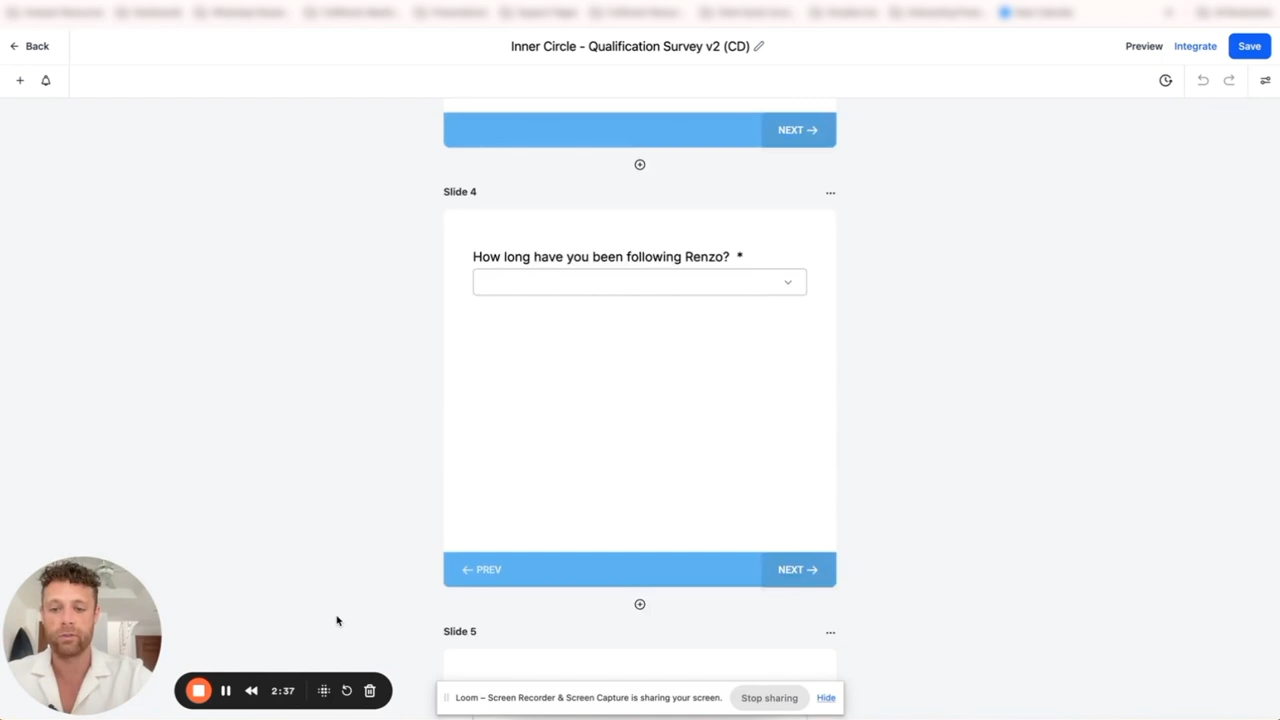 Back
Inner Circle - Qualification Survey v2 (CD)
Preview
Integrate
Save
NEXT →
Slide 4
...
How long have you been following Renzo? *
← PREV
NEXT →
Slide 5
...
2:37
Loom – Screen Recorder & Screen Capture is sharing your screen.
Stop sharing
Hide